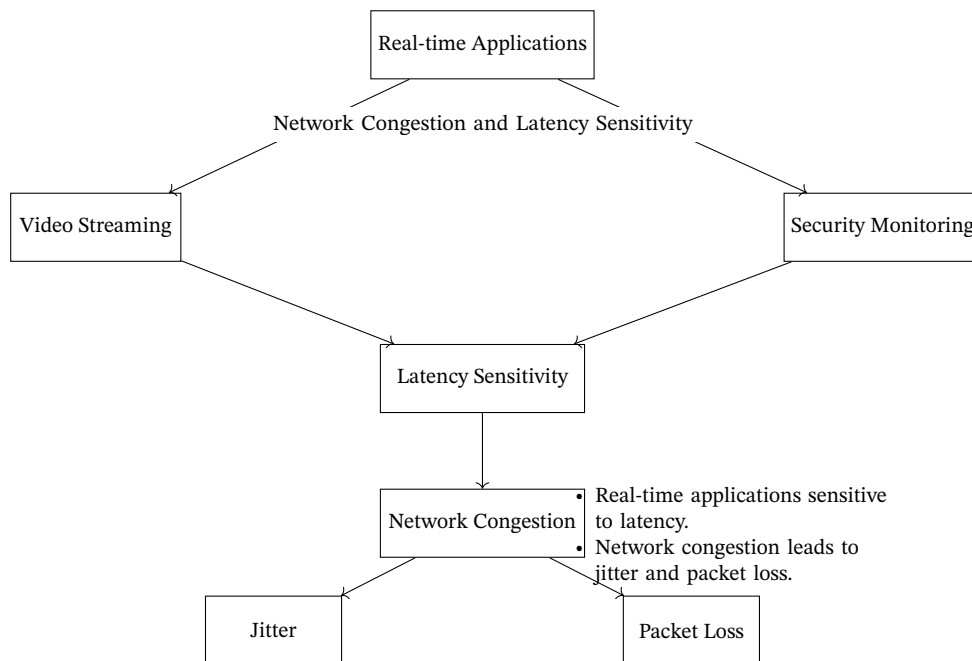 Real-time Applications
Network Congestion and Latency Sensitivity
Video Streaming
Security Monitoring
Latency Sensitivity
Network Congestion
• Real-time applications sensitive
to latency.
• Network congestion leads to
jitter and packet loss.
Jitter
Packet Loss